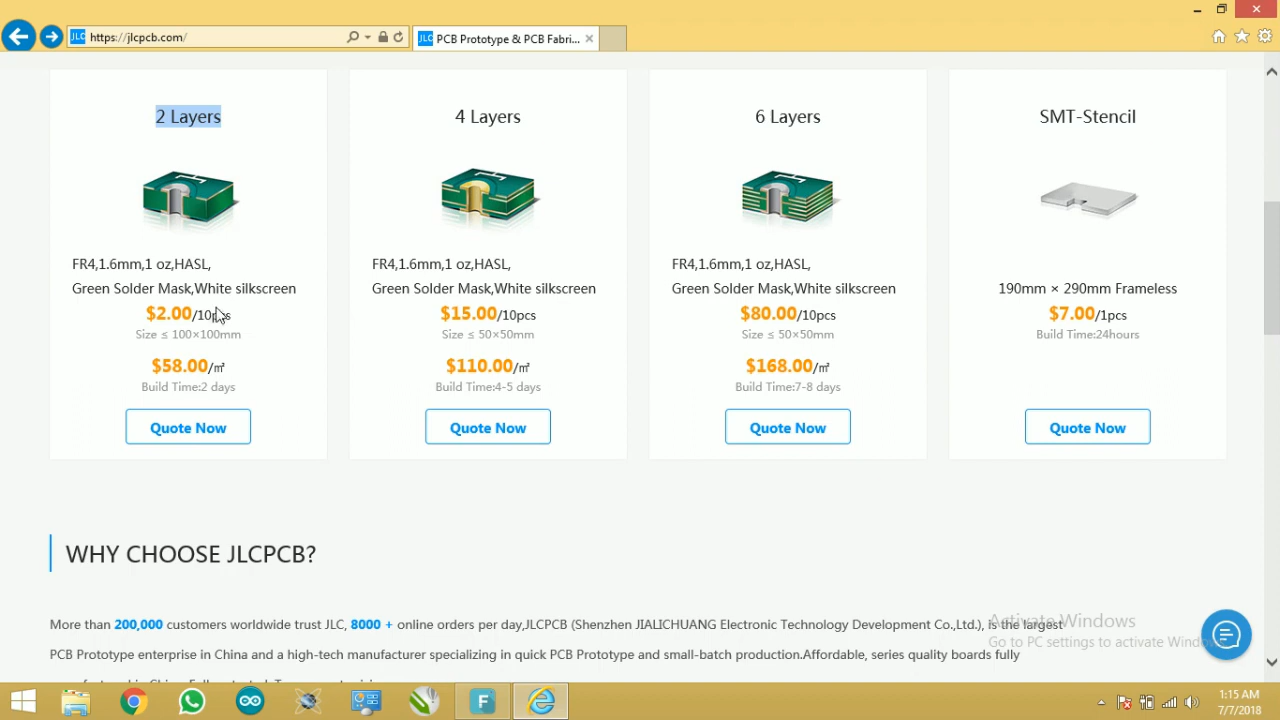 JLC https://jlcpcb.com/
JLC PCB Prototype & PCB Fabri...
2 Layers
FR4,1.6mm,1 oz,HASL,
Green Solder Mask,White silkscreen
$2.00/10pcs
Size ≤ 100×100mm
$58.00/㎡
Build Time:2 days
Quote Now
4 Layers
FR4,1.6mm,1 oz,HASL,
Green Solder Mask,White silkscreen
$15.00/10pcs
Size ≤ 50×50mm
$110.00/㎡
Build Time:4-5 days
Quote Now
6 Layers
FR4,1.6mm,1 oz,HASL,
Green Solder Mask,White silkscreen
$80.00/10pcs
Size ≤ 50×50mm
$168.00/㎡
Build Time:7-8 days
Quote Now
SMT-Stencil
190mm × 290mm Frameless
$7.00/1pcs
Build Time:24hours
Quote Now
WHY CHOOSE JLCPCB?
More than 200,000 customers worldwide trust JLC, 8000 + online orders per day,JLCPCB (Shenzhen JIALICHUANG Electronic Technology Development Co.,Ltd.), is the largest
PCB Prototype enterprise in China and a high-tech manufacturer specializing in quick PCB Prototype and small-batch production.Affordable, series quality boards fully
Activate Windows
Go to PC settings to activate Windows
F
1:15 AM
7/7/2018